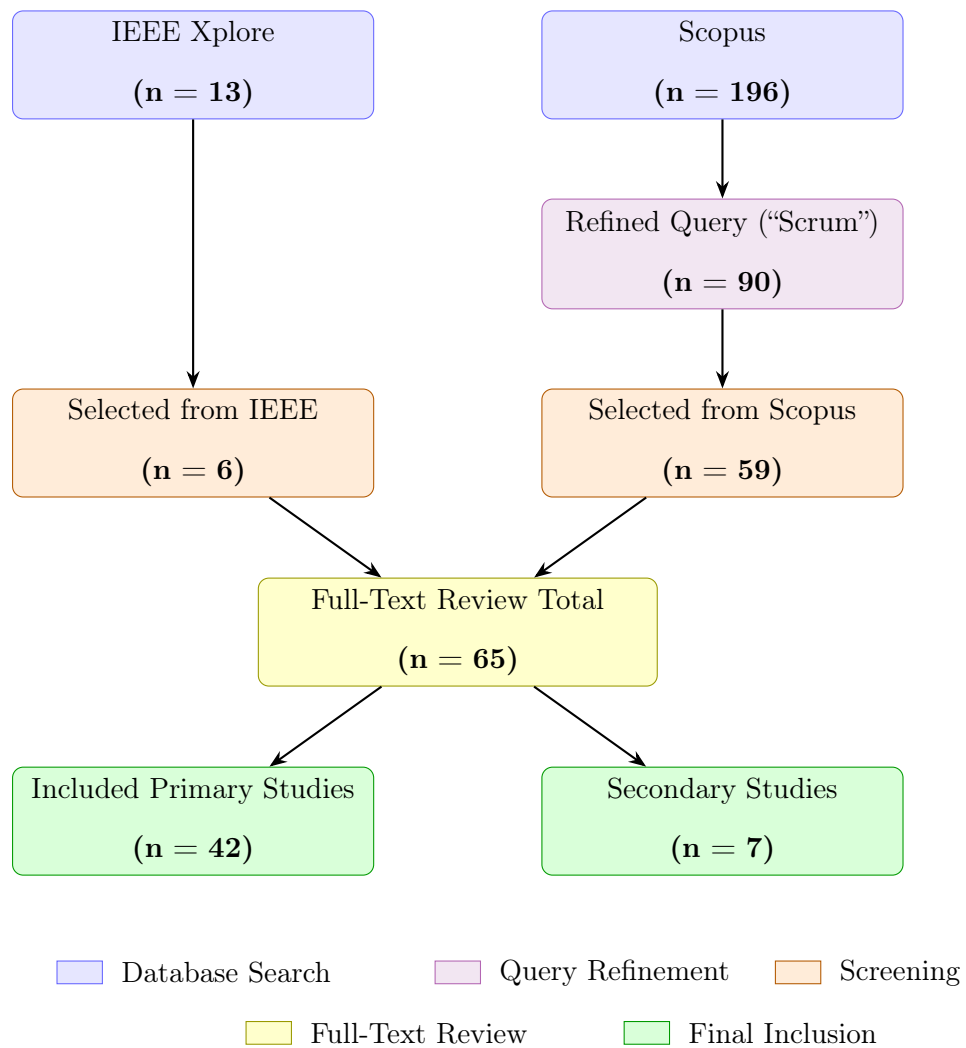 IEEE Xplore
(n = 13)
Scopus
(n = 196)
Refined Query (“Scrum”)
(n = 90)
Selected from IEEE
(n = 6)
Selected from Scopus
(n = 59)
Full-Text Review Total
(n = 65)
Included Primary Studies
(n = 42)
Secondary Studies
(n = 7)
Database Search
Query Refinement
Screening
Full-Text Review
Final Inclusion